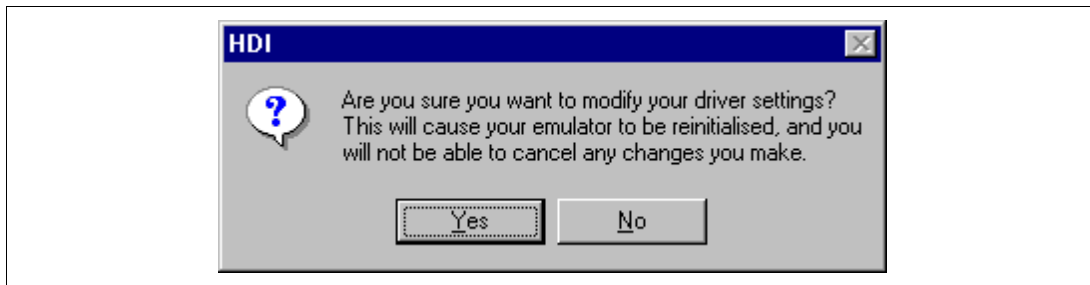 HDI
Are you sure you want to modify your driver settings?
This will cause your emulator to be reinitialised, and you
will not be able to cancel any changes you make.
Yes No